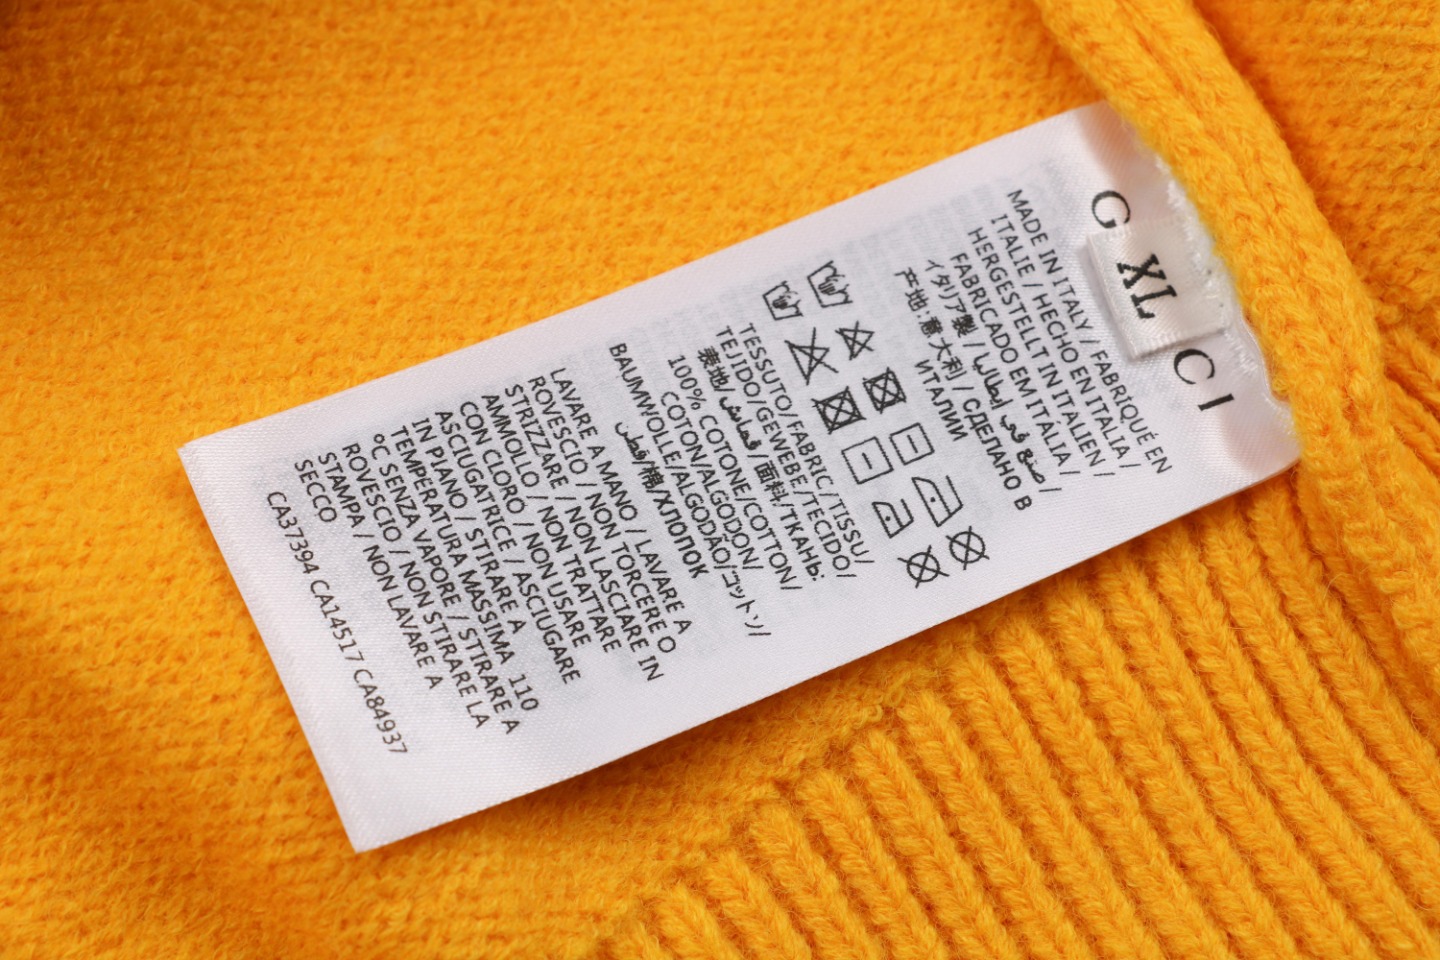 G
XL
C I
MADE IN ITALY / FABRIQUÉ EN
ITALIE / HECHO EN ITALIA /
HERGESTELLT IN ITALIEN /
FABRICADO EM ITÁLIA /
イタリア製 / صنع في إيطاليا /
产地:意大利 / СДЕЛАНО В
ИТАЛИИ
TESSUTO/FABRIC/TISSU/
TEJIDO/GEWEBE/TECIDO/
表地/قماش/面料/ТКАНЬ:
100% COTONE/COTTON/
COTON/ALGODON/
BAUMWOLLE/ALGODÃO/コットン/
قطن/棉/ХЛОПОК
LAVARE A MANO / LAVARE A
ROVESCIO / NON TORCERE O
STRIZZARE / NON LASCIARE IN
AMMOLLO / NON TRATTARE
CON CLORO / NON USARE
ASCIUGATRICE / ASCIUGARE
IN PIANO / STIRARE A
TEMPERATURA MASSIMA 110
°C SENZA VAPORE / STIRARE A
ROVESCIO / NON STIRARE LA
STAMPA / NON LAVARE A
SECCO
CA37394 CA14517 CA84937